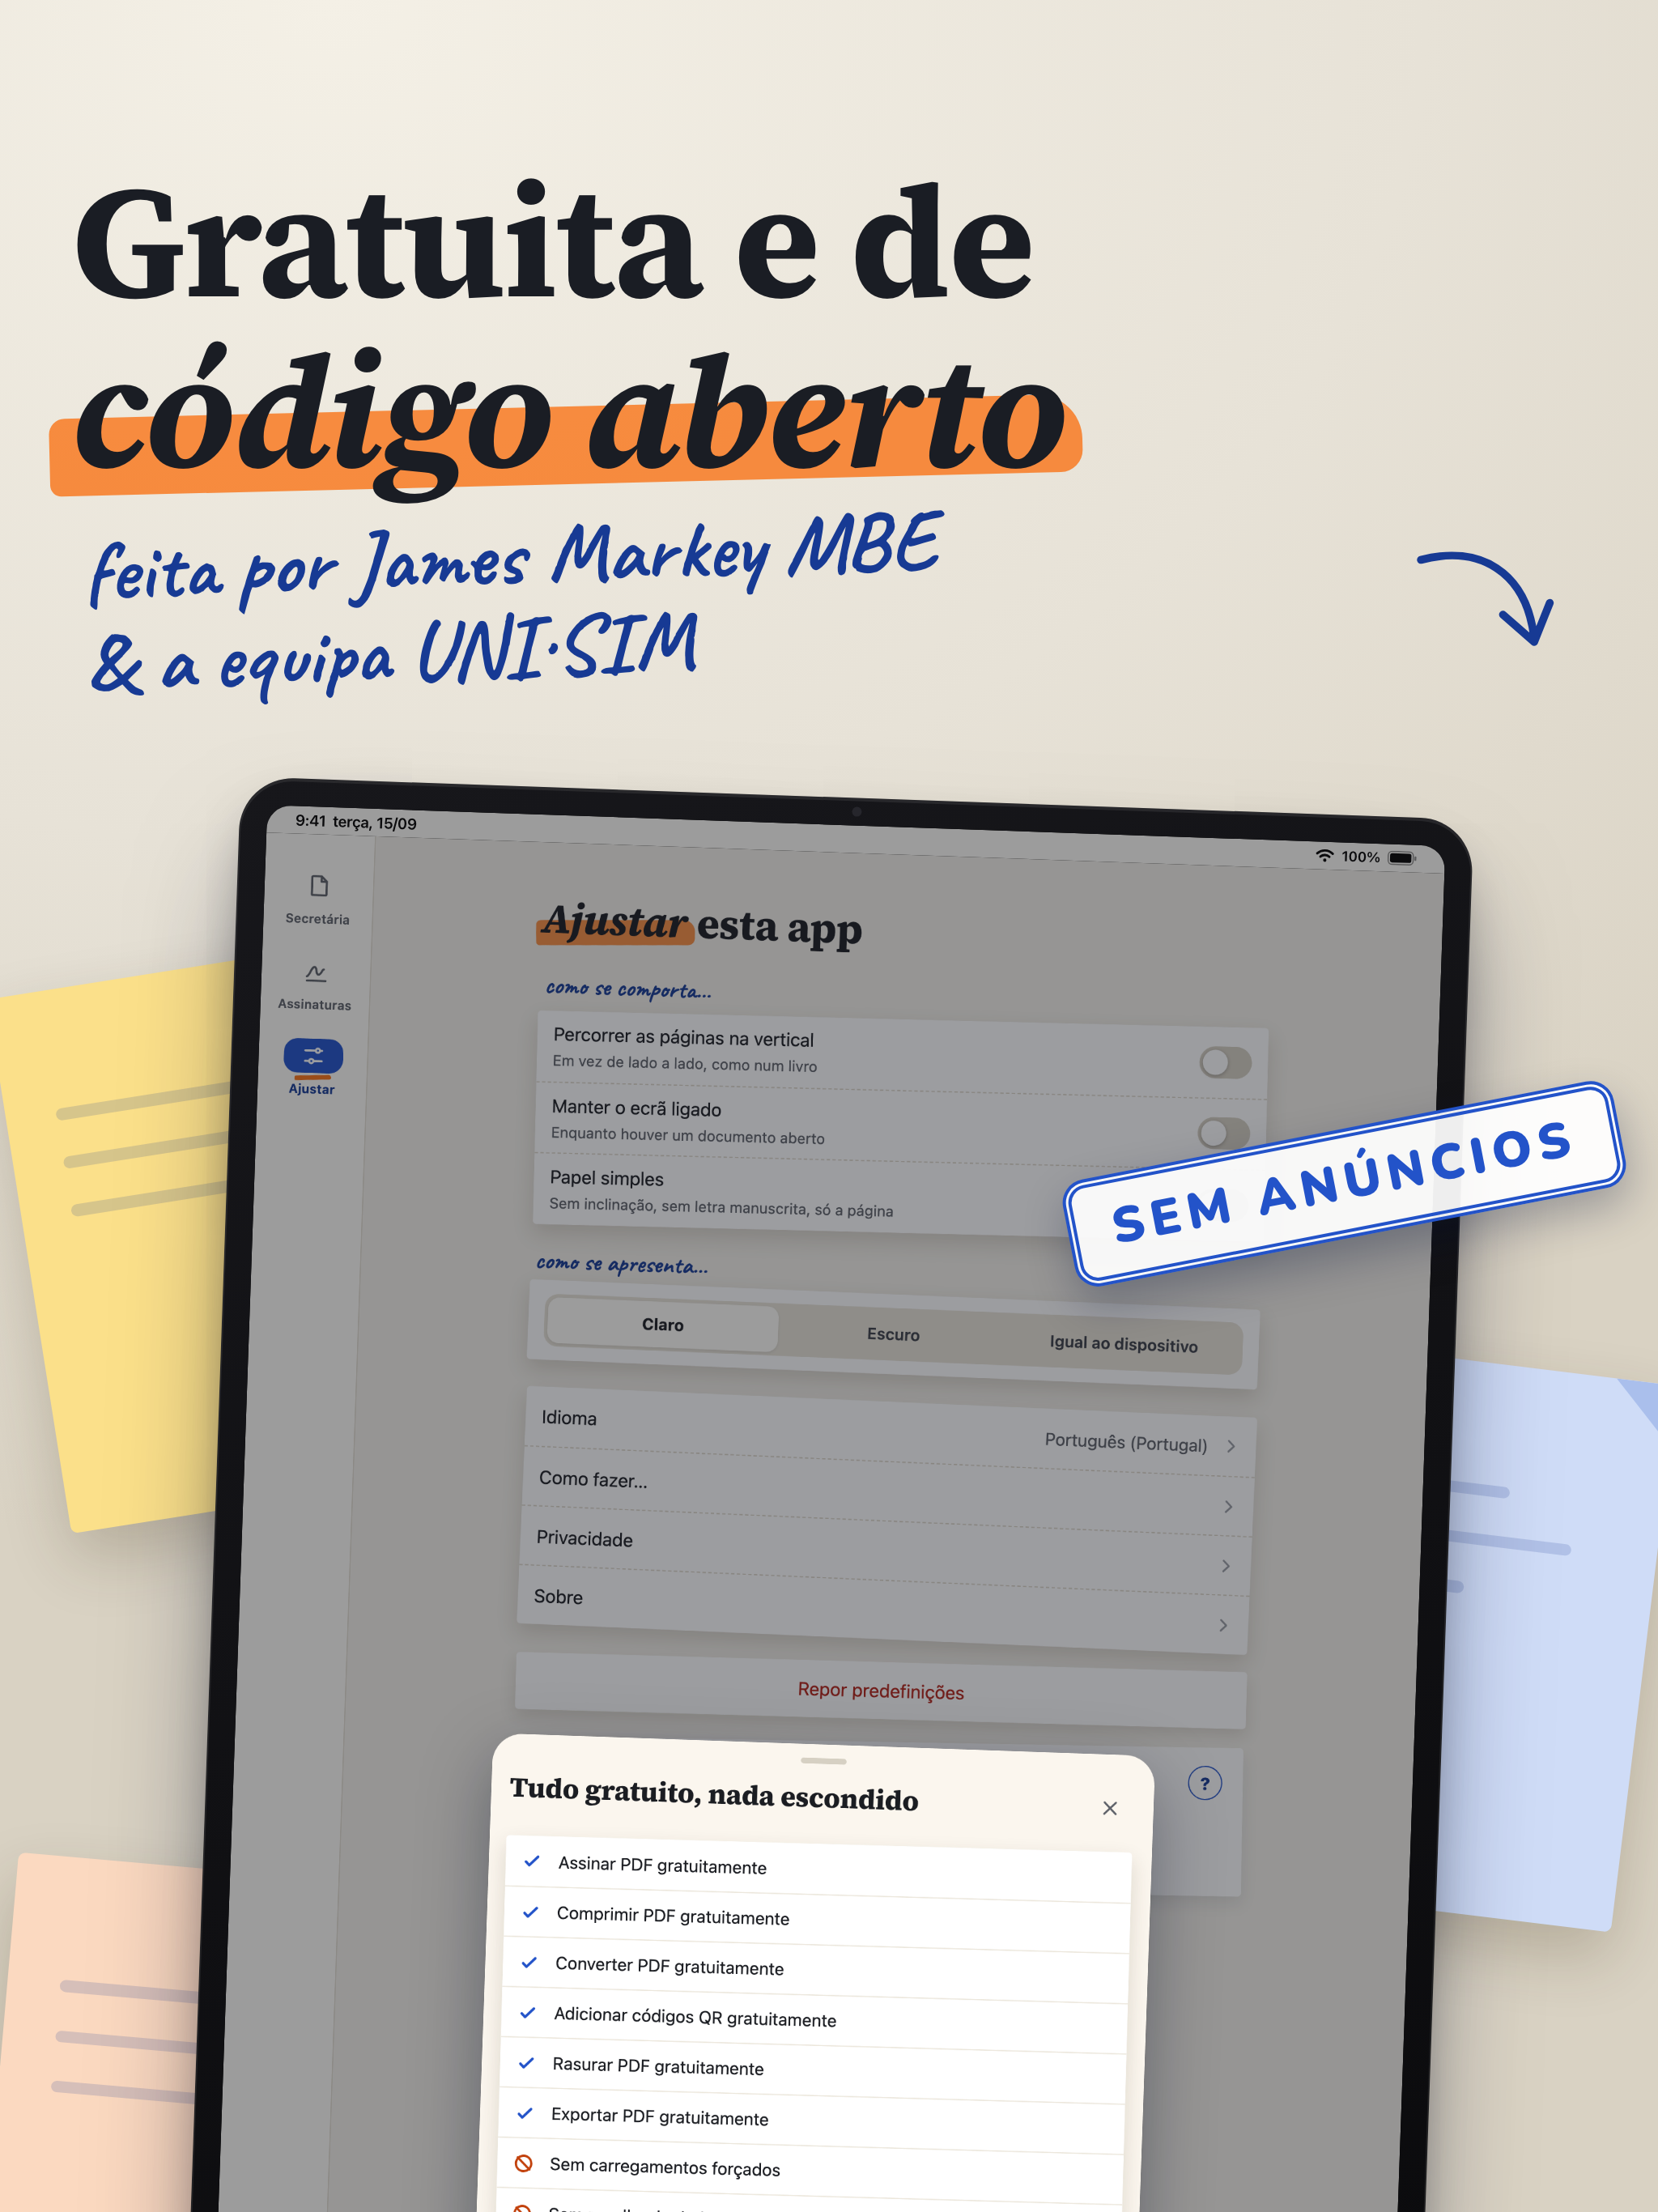 Gratuita e de
código aberto
feita por James Markey MBE
& a equipa UNI·SIM
9:41 terça, 15/09
100%
Secretária
Assinaturas
Ajustar
Ajustar esta app
como se comporta...
Percorrer as páginas na vertical
Em vez de lado a lado, como num livro
Manter o ecrã ligado
Enquanto houver um documento aberto
Papel simples
Sem inclinação, sem letra manuscrita, só a página
SEM ANÚNCIOS
como se apresenta...
Claro
Escuro
Igual ao dispositivo
Idioma
Português (Portugal)
Como fazer...
Privacidade
Sobre
Repor predefinições
?
Tudo gratuito, nada escondido
Assinar PDF gratuitamente
Comprimir PDF gratuitamente
Converter PDF gratuitamente
Adicionar códigos QR gratuitamente
Rasurar PDF gratuitamente
Exportar PDF gratuitamente
Sem carregamentos forçados